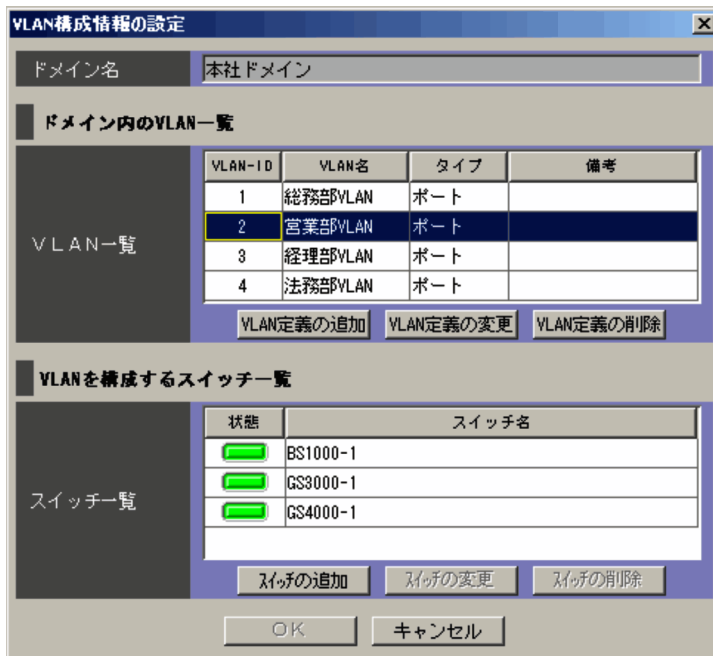 VLAN構成情報の設定
ドメイン名 本社ドメイン
ドメイン内のVLAN一覧
VLAN一覧
VLAN-ID VLAN名 タイプ 備考
1 総務部VLAN ポート
2 営業部VLAN ポート
3 経理部VLAN ポート
4 法務部VLAN ポート
VLAN定義の追加 VLAN定義の変更 VLAN定義の削除
VLANを構成するスイッチ一覧
スイッチ一覧
状態 スイッチ名
BS1000-1
GS3000-1
GS4000-1
スイッチの追加 スイッチの変更 スイッチの削除
OK キャンセル